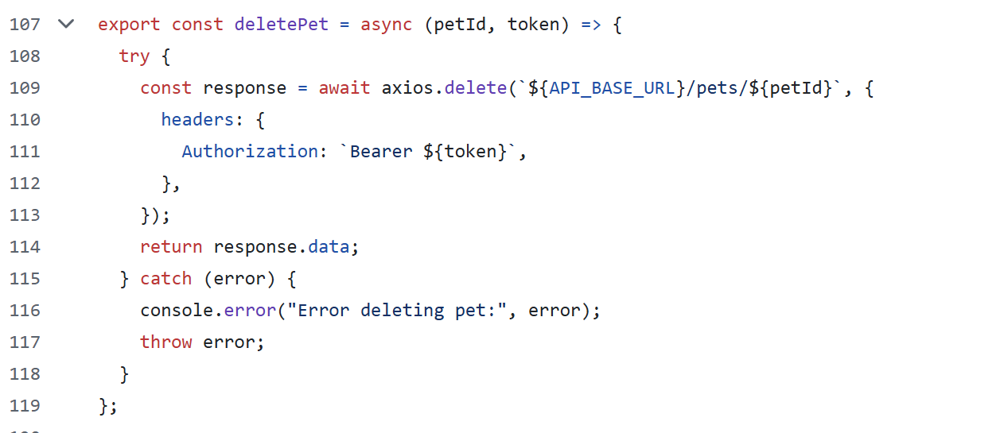 107 export const deletePet = async (petId, token) => {
108 try {
109 const response = await axios.delete(`${API_BASE_URL}/pets/${petId}`, {
110 headers: {
111 Authorization: `Bearer ${token}`,
112 },
113 });
114 return response.data;
115 } catch (error) {
116 console.error("Error deleting pet:", error);
117 throw error;
118 }
119 };